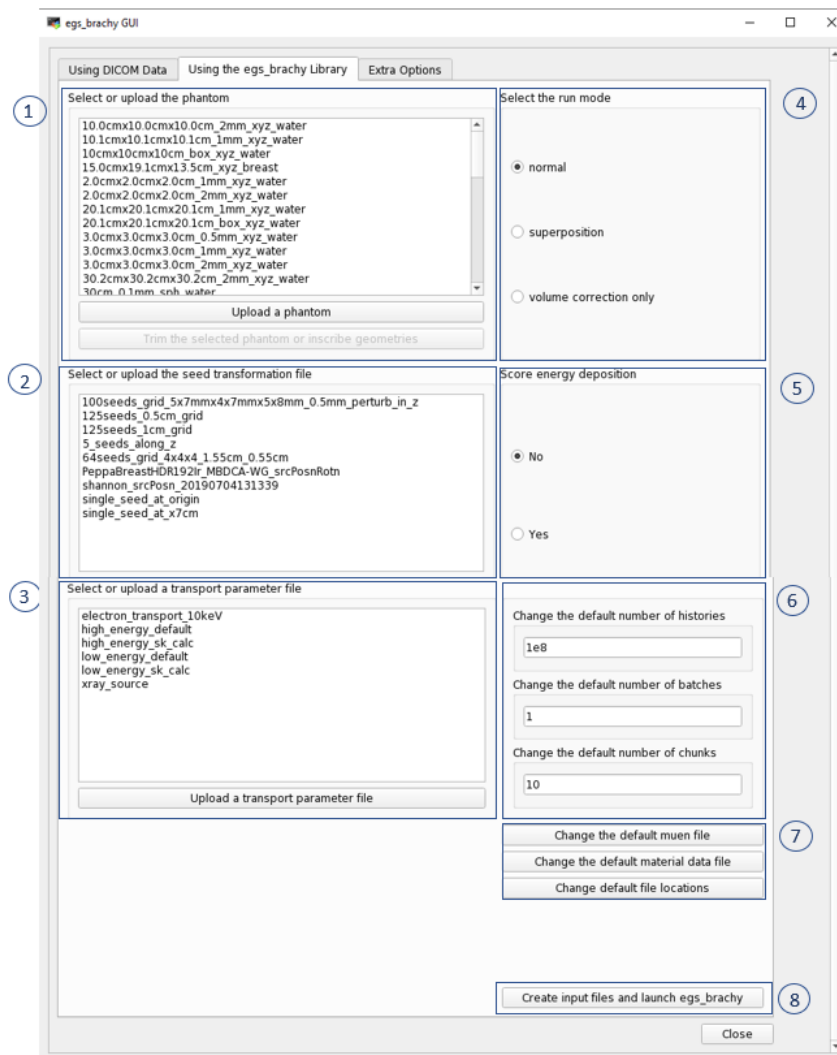 egs_brachy GUI
Using DICOM Data
Using the egs_brachy Library
Extra Options
1
Select or upload the phantom
10.0cmx10.0cmx10.0cm_2mm_xyz_water
10.1cmx10.1cmx10.1cm_1mm_xyz_water
10cmx10cmx10cm_box_xyz_water
15.0cmx19.1cmx13.5cm_xyz_breast
2.0cmx2.0cmx2.0cm_1mm_xyz_water
2.0cmx2.0cmx2.0cm_2mm_xyz_water
20.1cmx20.1cmx20.1cm_1mm_xyz_water
20.1cmx20.1cmx20.1cm_box_xyz_water
3.0cmx3.0cmx3.0cm_0.5mm_xyz_water
3.0cmx3.0cmx3.0cm_1mm_xyz_water
3.0cmx3.0cmx3.0cm_2mm_xyz_water
30.2cmx30.2cmx30.2cm_2mm_xyz_water
30cm_0.1mm_sph_water
Upload a phantom
Trim the selected phantom or inscribe geometries
Select the run mode
4
normal
superposition
volume correction only
2
Select or upload the seed transformation file
100seeds_grid_5x7mmx4x7mmx5x8mm_0.5mm_perturb_in_z
125seeds_0.5cm_grid
125seeds_1cm_grid
5_seeds_along_z
64seeds_grid_4x4x4_1.55cm_0.55cm
PeppaBreastHDR192Ir_MBDCA-WG_srcPosnRotn
shannon_srcPosn_20190704131339
single_seed_at_origin
single_seed_at_x7cm
Score energy deposition
5
No
Yes
3
Select or upload a transport parameter file
electron_transport_10keV
high_energy_default
high_energy_sk_calc
low_energy_default
low_energy_sk_calc
xray_source
Upload a transport parameter file
6
Change the default number of histories
1e8
Change the default number of batches
1
Change the default number of chunks
10
Change the default muen file
7
Change the default material data file
Change default file locations
Create input files and launch egs_brachy
8
Close